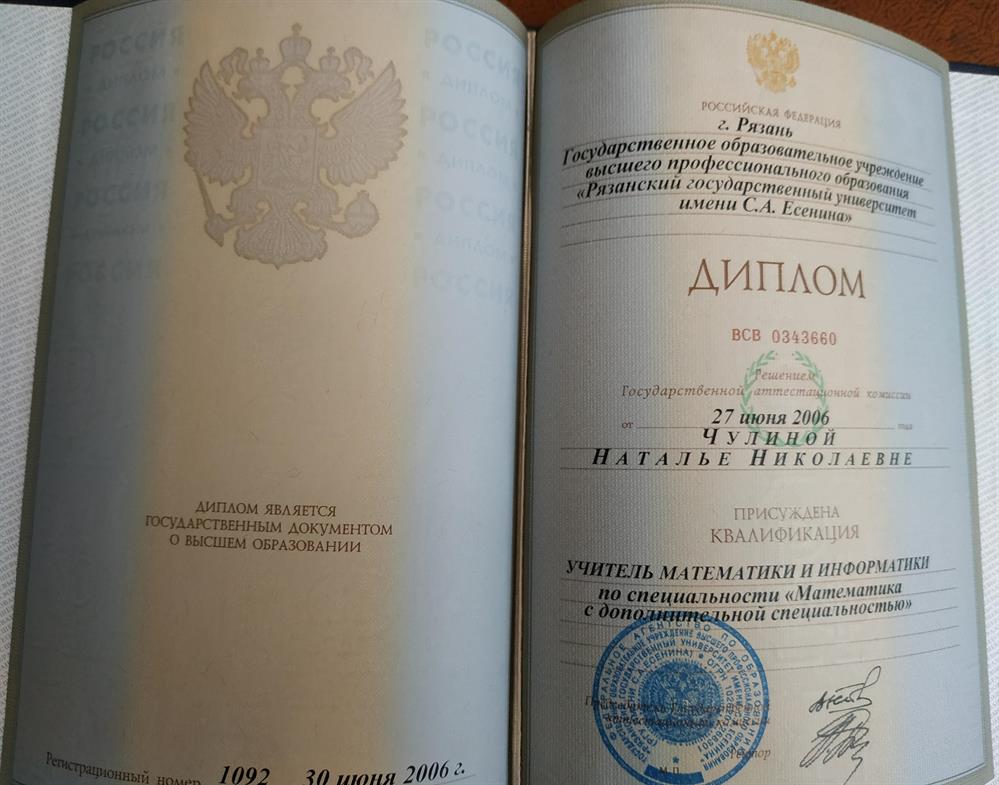 ДИПЛОМ ЯВЛЯЕТСЯ
ГОСУДАРСТВЕННЫМ ДОКУМЕНТОМ
О ВЫСШЕМ ОБРАЗОВАНИИ
Регистрационный номер 1092 30 июня 2006 г.
РОССИЙСКАЯ ФЕДЕРАЦИЯ
г. Рязань
Государственное образовательное учреждение
высшего профессионального образования
«Рязанский государственный университет
имени С.А. Есенина»
ДИПЛОМ
ВСВ 0343660
Решением
Государственной аттестационной комиссии
от 27 июня 2006 года
ЧУЛИНОЙ
НАТАЛЬЕ НИКОЛАЕВНЕ
ПРИСУЖДЕНА
КВАЛИФИКАЦИЯ
УЧИТЕЛЬ МАТЕМАТИКИ И ИНФОРМАТИКИ
по специальности «Математика
с дополнительной специальностью»
М.П.